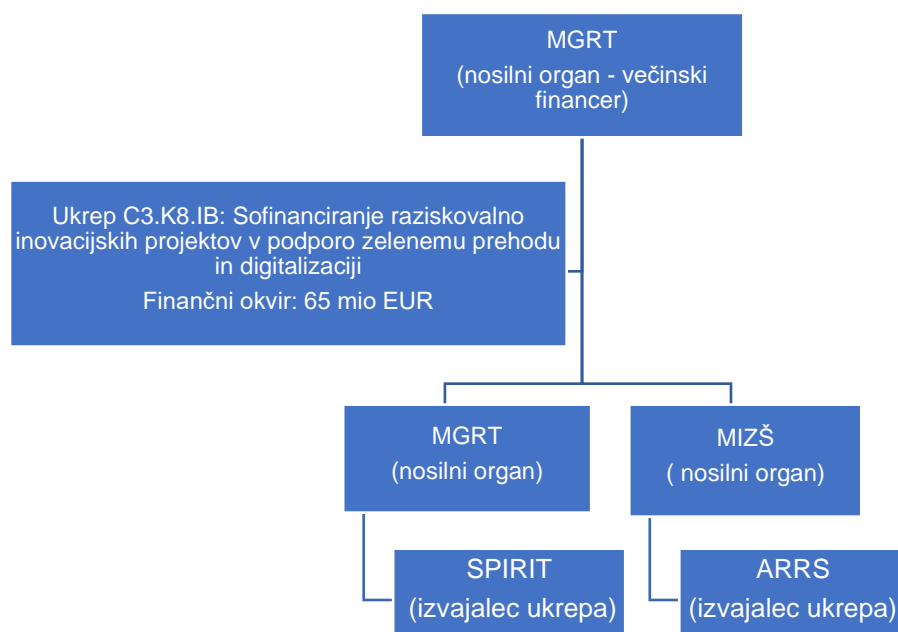 MGRT
(nosilni organ - večinski
financer)
Ukrep C3.K8.IB: Sofinanciranje raziskovalno
inovacijskih projektov v podporo zelenemu prehodu
in digitalizaciji
Finančni okvir: 65 mio EUR
MGRT
(nosilni organ)
MIZŠ
( nosilni organ)
SPIRIT
(izvajalec ukrepa)
ARRS
(izvajalec ukrepa)